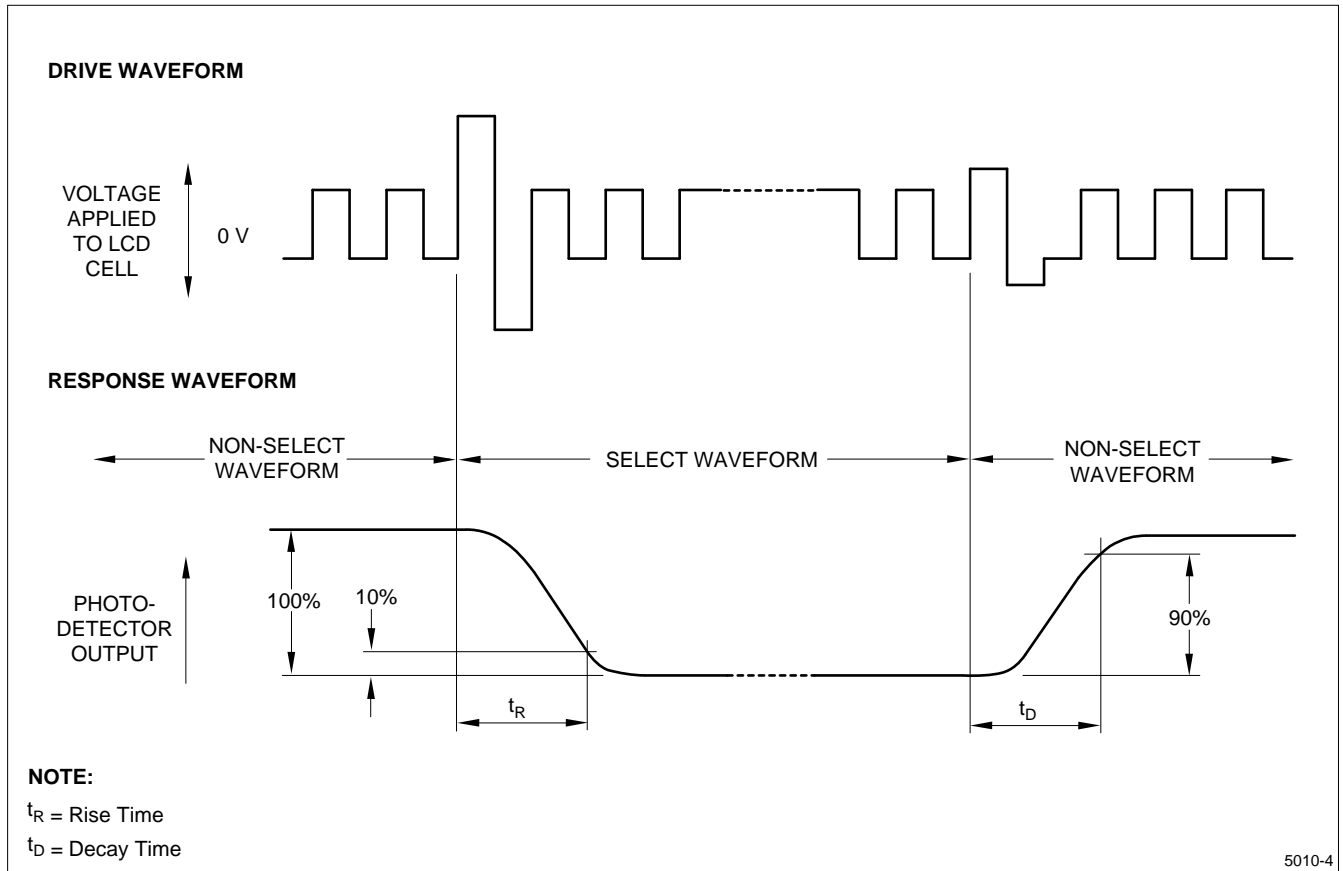 DRIVE WAVEFORM
VOLTAGE
APPLIED
TO LCD
CELL
0 V
RESPONSE WAVEFORM
NON-SELECT
WAVEFORM
SELECT WAVEFORM
NON-SELECT
WAVEFORM
PHOTO-
DETECTOR
OUTPUT
100%
10%
90%
tR
tD
NOTE:
tR = Rise Time
tD = Decay Time
5010-4